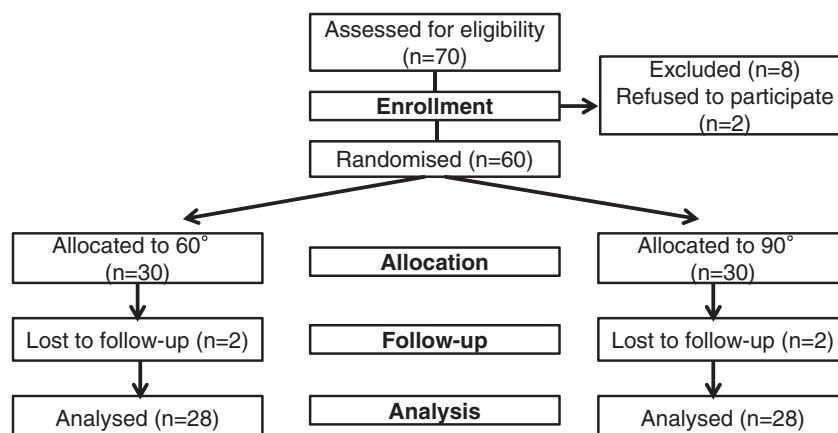 Assessed for eligibility
(n=70)
Excluded (n=8)
Refused to participate
(n=2)
Enrollment
Randomised (n=60)
Allocated to 60°
(n=30)
Allocation
Allocated to 90°
(n=30)
Lost to follow-up (n=2)
Follow-up
Lost to follow-up (n=2)
Analysed (n=28)
Analysis
Analysed (n=28)